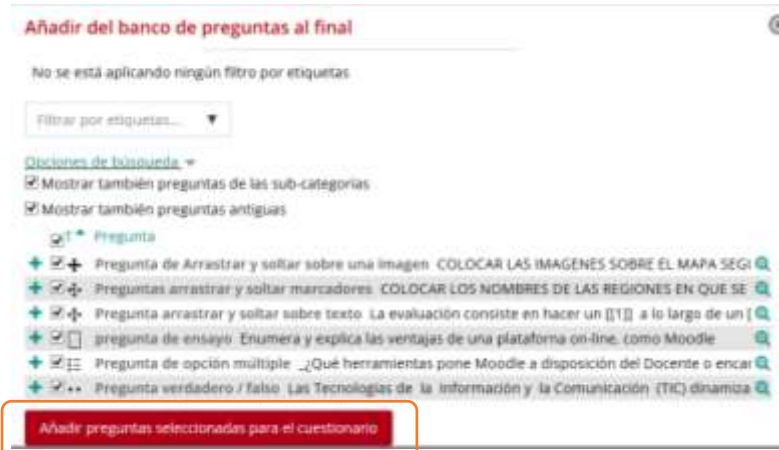 Añadir del banco de preguntas al final
No se está aplicando ningún filtro por etiquetas
Filtrar por etiquetas... ▼
Opciones de búsqueda
Mostrar también preguntas de las sub-categorías
Mostrar también preguntas antiguas
Pregunta
Pregunta de Arrastrar y soltar sobre una imagen COLOCAR LAS IMAGENES SOBRE EL MAPA SEGI
Preguntas arrastrar y soltar marcadores COLOCAR LOS NOMBRES DE LAS REGIONES EN QUE SE
Pregunta arrastrar y soltar sobre texto La evaluación consiste en hacer un [[1]] a lo largo de un [
pregunta de ensayo Enumera y explica las ventajas de una plataforma on-line, como Moodle
Pregunta de opción múltiple _¿Qué herramientas pone Moodle a disposición del Docente o encar
Pregunta verdadero / falso Las Tecnologías de la Información y la Comunicación (TIC) dinamiza
Añadir preguntas seleccionadas para el cuestionario